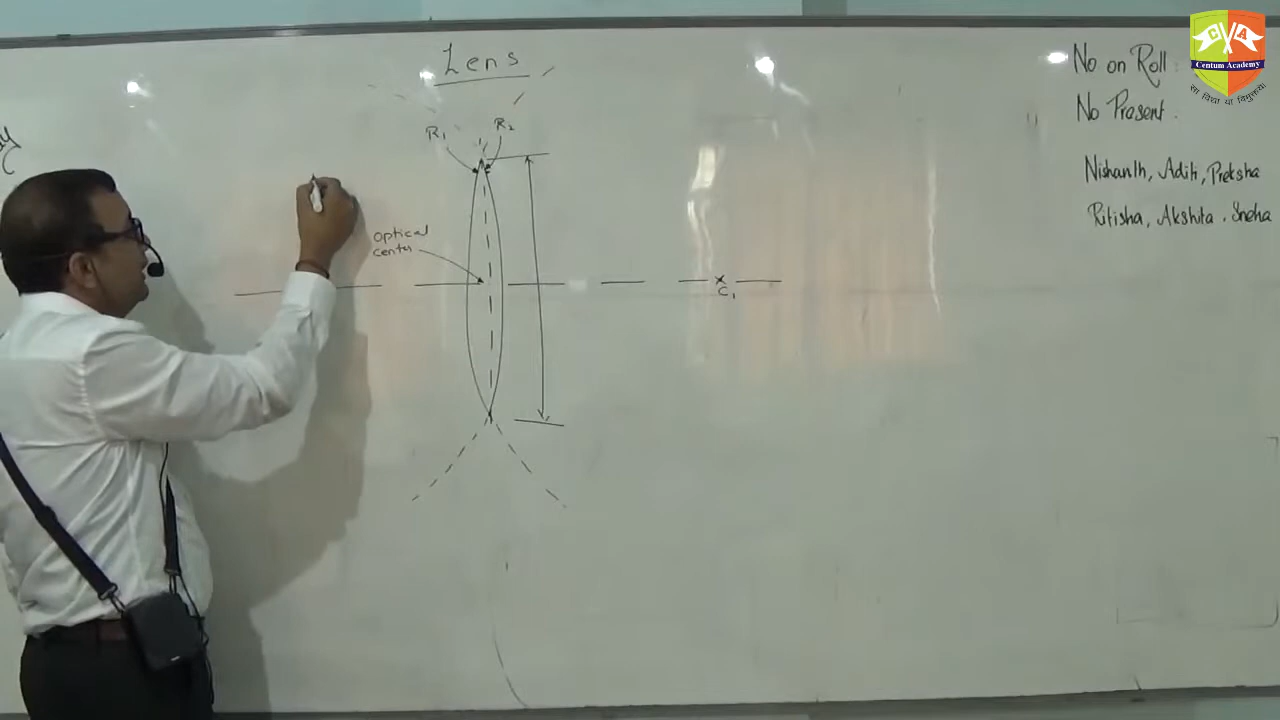 Lens
R1
R2
Optical
center
C1
No on Roll :
No Present :
Nishanth, Aditi, Preksha
Ritisha, Akshita. Sneha
C A
Centum Academy